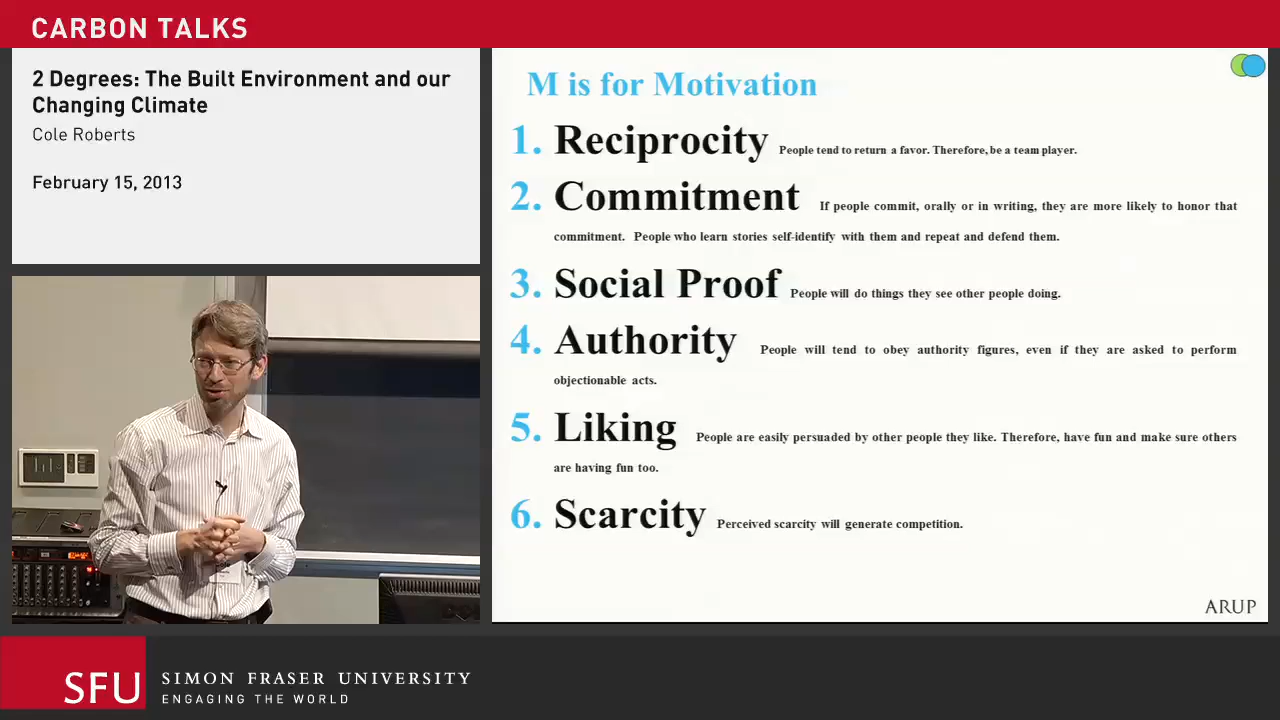 CARBON TALKS
2 Degrees: The Built Environment and our
Changing Climate
Cole Roberts
February 15, 2013
M is for Motivation
1. Reciprocity People tend to return a favor. Therefore, be a team player.
2. Commitment If people commit, orally or in writing, they are more likely to honor that
commitment. People who learn stories self-identify with them and repeat and defend them.
3. Social Proof People will do things they see other people doing.
4. Authority People will tend to obey authority figures, even if they are asked to perform
objectionable acts.
5. Liking People are easily persuaded by other people they like. Therefore, have fun and make sure others
are having fun too.
6. Scarcity Perceived scarcity will generate competition.
ARUP
SFU SIMON FRASER UNIVERSITY
ENGAGING THE WORLD